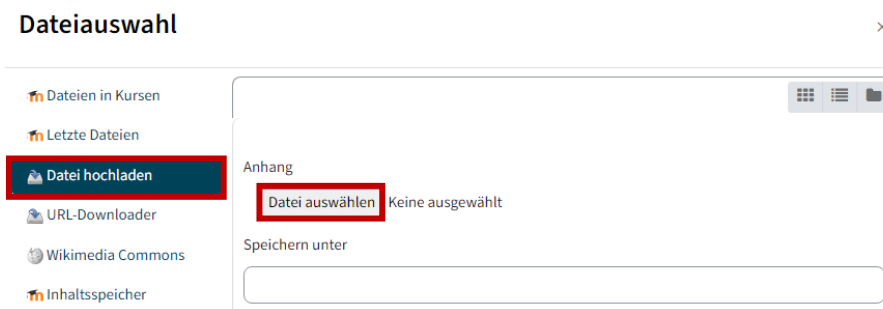 Dateiauswahl
Dateien in Kursen
Letzte Dateien
Datei hochladen
URL-Downloader
Wikimedia Commons
Inhaltsspeicher
Anhang
Datei auswählen Keine ausgewählt
Speichern unter